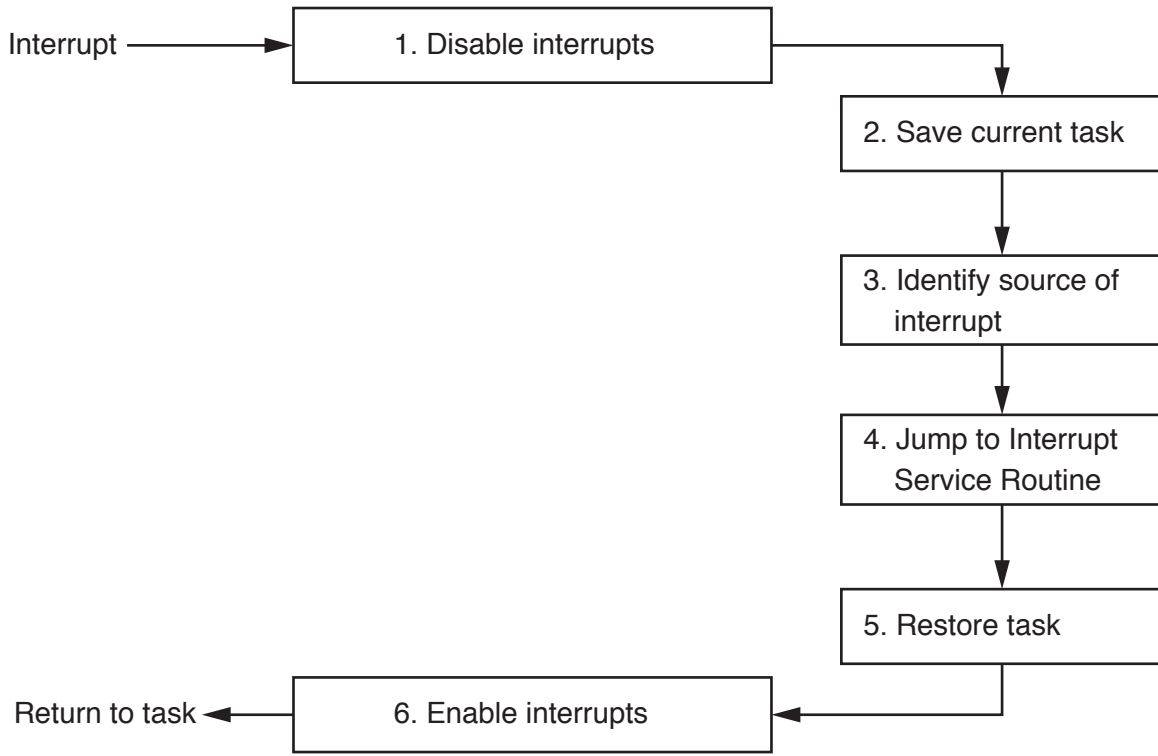 Interrupt
1. Disable interrupts
2. Save current task
3. Identify source of
interrupt
4. Jump to Interrupt
Service Routine
5. Restore task
6. Enable interrupts
Return to task